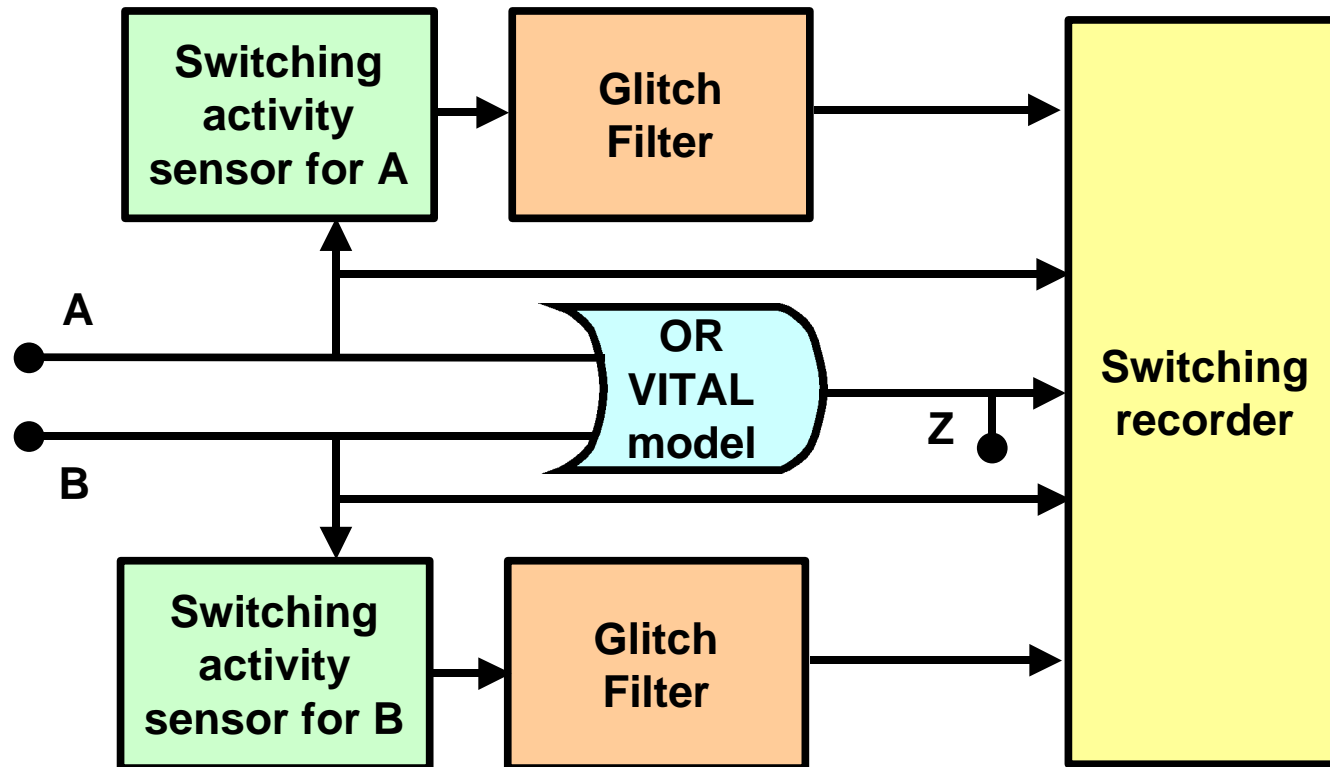 Switching
activity
sensor for A
Glitch
Filter
A
OR
VITAL
model
Switching
recorder
Z
B
Switching
activity
sensor for B
Glitch
Filter